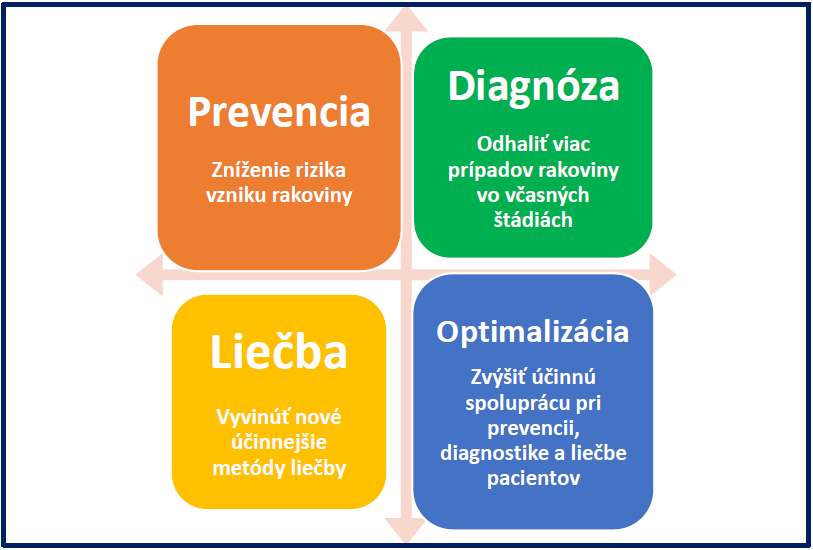 Prevencia
Zníženie rizika
vzniku rakoviny
Diagnóza
Odhaliť viac
prípadov rakoviny
vo včasných
štádiách
Liečba
Vyvinúť nové
účinnejšie
metódy liečby
Optimalizácia
Zvýšiť účinnú
spoluprácu pri
prevencii,
diagnostike a liečbe
pacientov